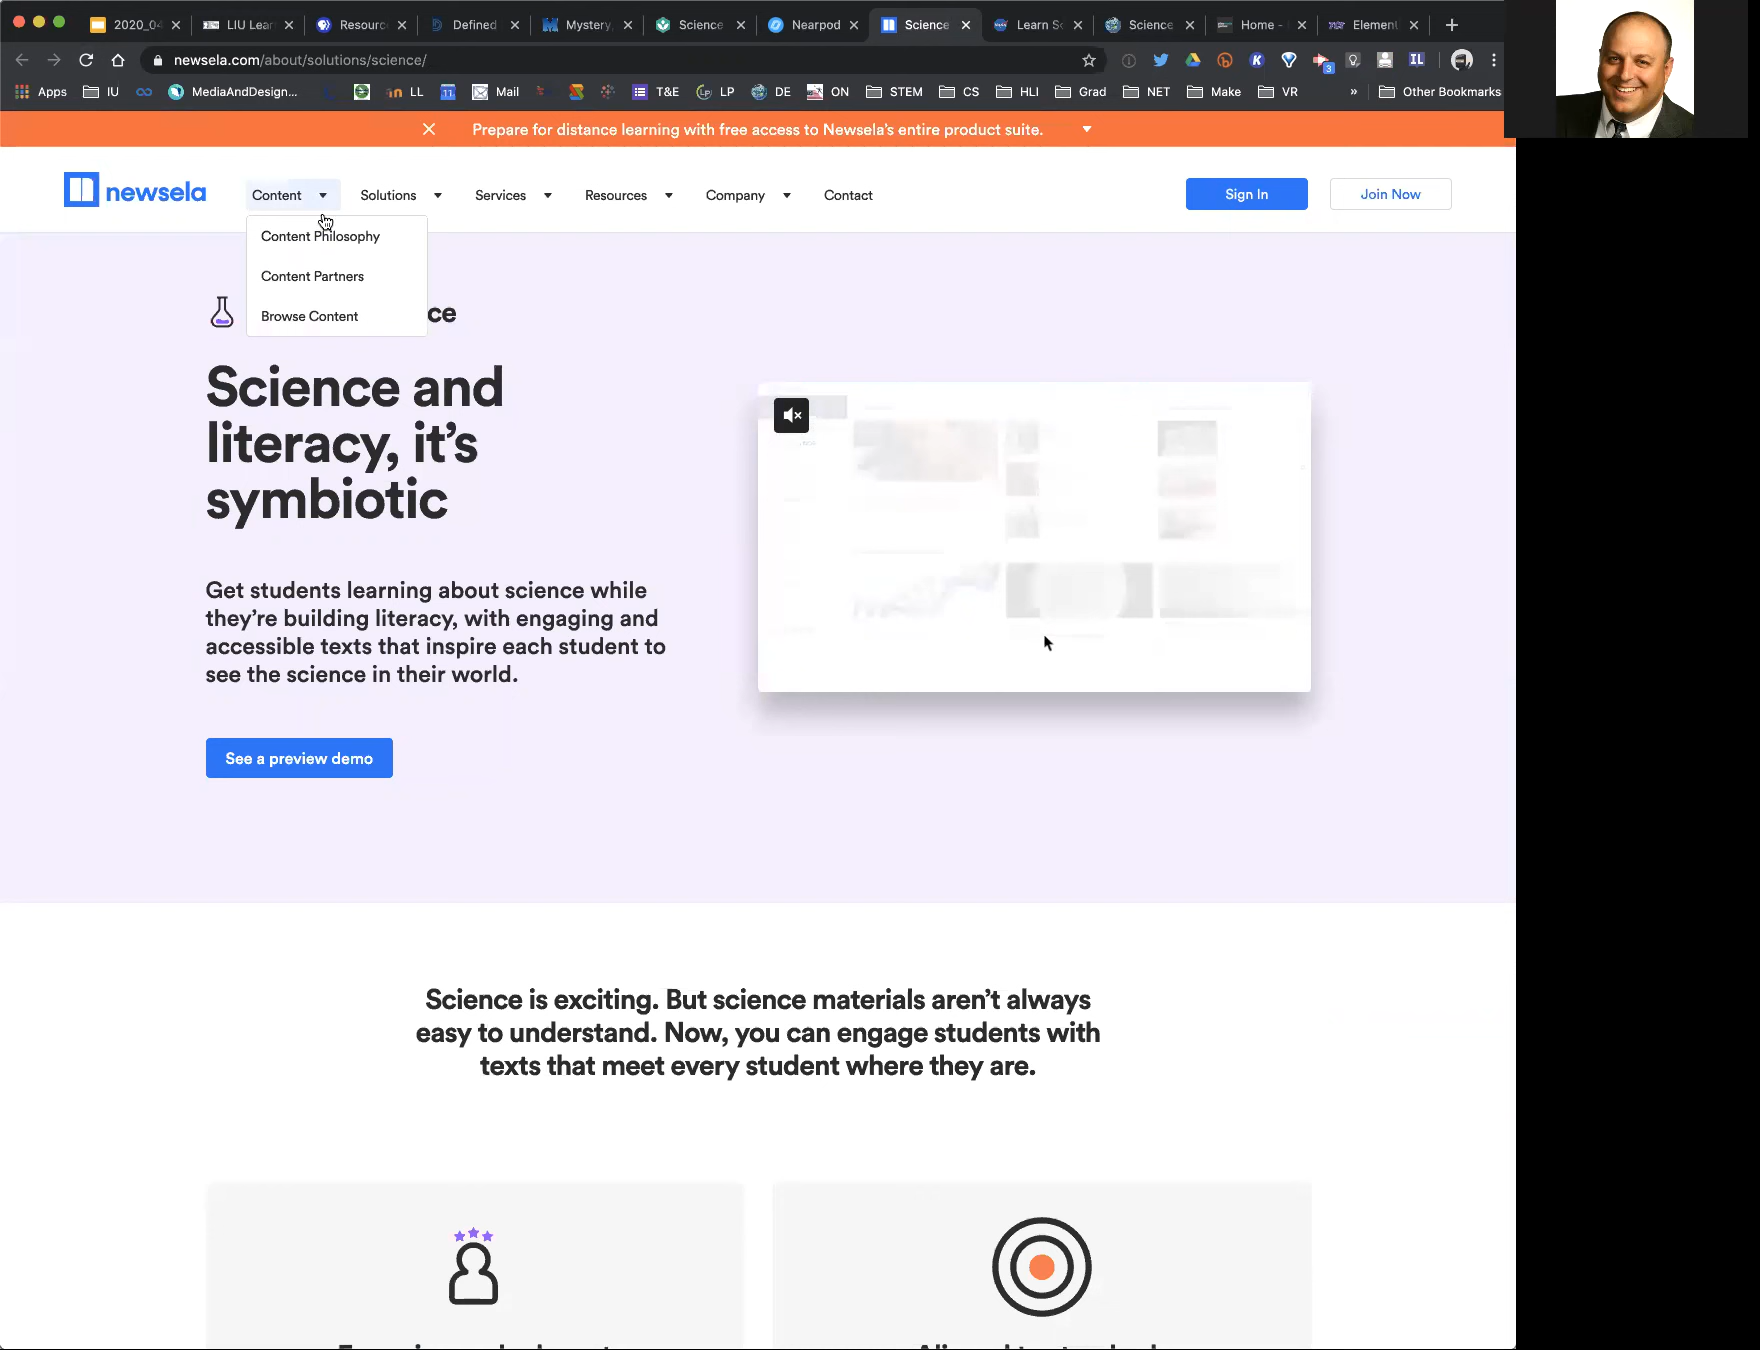 2020_04
LIU Lear
Resourc
Defined
Mystery,
Science
Nearpod
Science
Learn Sc
Science
Home -
Element
newsela.com/about/solutions/science/
3
IL
Apps
IU
MediaAndDesign...
11
LL
Mail
T&E
LP
DE
ON
STEM
CS
HLI
Grad
NET
Make
VR
»
Other Bookmarks
Prepare for distance learning with free access to Newsela's entire product suite.
newsela
Content
Solutions
Services
Resources
Company
Contact
Sign In
Join Now
Content Philosophy
Content Partners
Browse Content
ce
Science and
literacy, it's
symbiotic
Get students learning about science while
they're building literacy, with engaging and
accessible texts that inspire each student to
see the science in their world.
See a preview demo
Science is exciting. But science materials aren't always
easy to understand. Now, you can engage students with
texts that meet every student where they are.